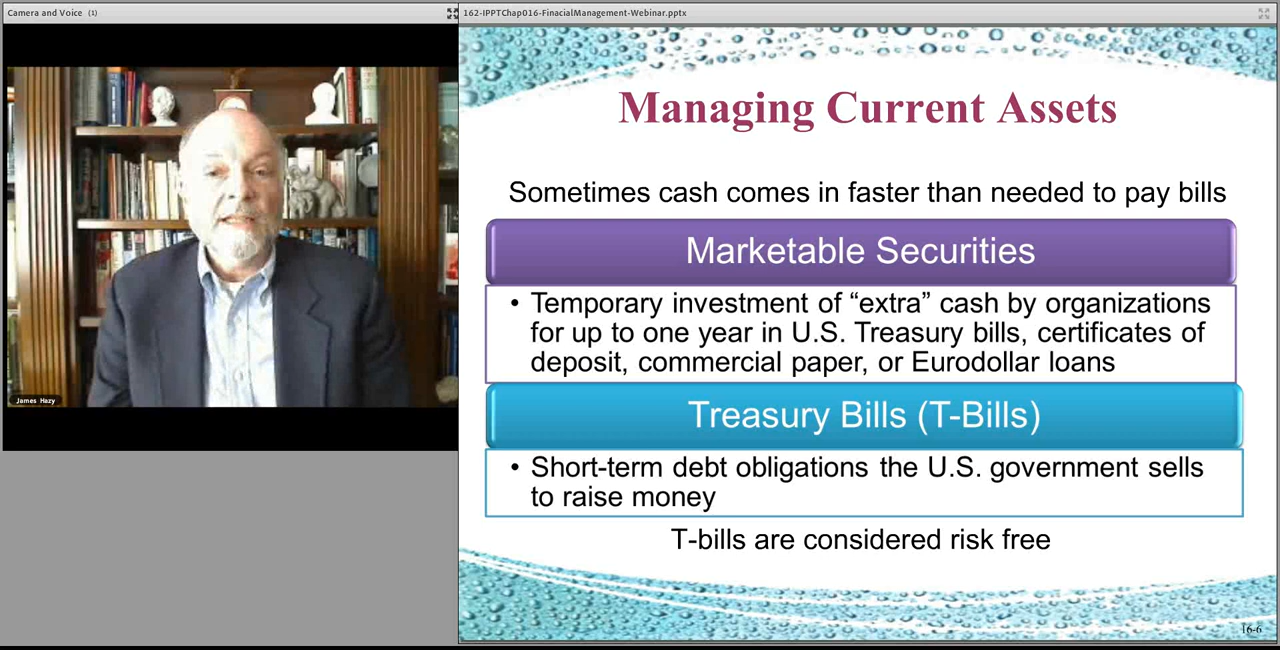 Camera and Voice (1)
162-IPPTChap016-FinacialManagement-Webinar.pptx
James Hazy
Managing Current Assets
Sometimes cash comes in faster than needed to pay bills
Marketable Securities
• Temporary investment of “extra” cash by organizations
for up to one year in U.S. Treasury bills, certificates of
deposit, commercial paper, or Eurodollar loans
Treasury Bills (T-Bills)
• Short-term debt obligations the U.S. government sells
to raise money
T-bills are considered risk free
16-6